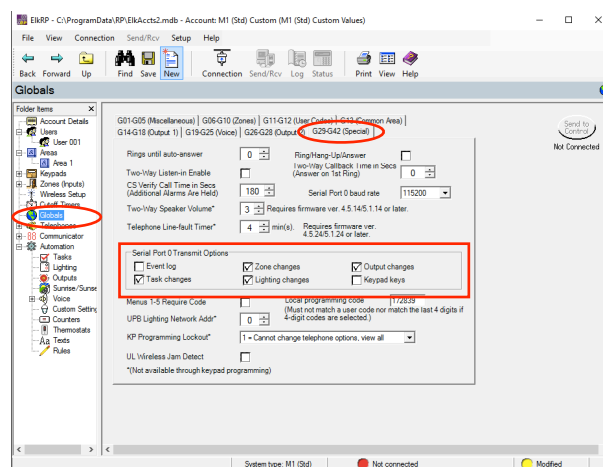 ElkRP - C:\ProgramData\RP\ElkAccts2.mdb - Account: M1 (Std) Custom (M1 (Std) Custom Values)
File View Connection Send/Rcv Setup Help
Back Forward Up Find Save New Connection Send/Rcv Log Status Print View Help
Globals
Folder Items X
Account Details
Users
User 001
Areas
Area 1
Keypads
Zones (Inputs)
Wireless Setup
Cutoff Timers
Globals
Telephones
Communicator
Automation
Tasks
Lighting
Outputs
Sunrise/Sunse
Voice
Custom Setting
Counters
Thermostats
Aa Texts
Rules
G01-G05 (Miscellaneous) G06-G10 (Zones) G11-G12 (User Codes) G13 (Common Area)
G14-G18 (Output 1) G19-G25 (Voice) G26-G28 (Output 2) G29-G42 (Special)
Send to
Control
Not Connected
Rings until auto-answer 0 Ring/Hang-Up/Answer
Two-Way Listen-in Enable Two-Way Callback Time in Secs
(Answer on 1st Ring) 0
CS Verify Call Time in Secs
(Additional Alarms Are Held) 180 Serial Port 0 baud rate 115200
Two-Way Speaker Volume* 3 Requires firmware ver. 4.5.14/5.1.14 or later.
Telephone Line-fault Timer* 4 min(s). Requires firmware ver.
4.5.24/5.1.24 or later.
Serial Port 0 Transmit Options
Event log Zone changes Output changes
Task changes Lighting changes Keypad keys
Menus 1-5 Require Code Local programming code 172839
(Must not match a user code nor match the last 4 digits if
4-digit codes are selected.)
UPB Lighting Network Addr* 0
KP Programming Lockout* 1 = Cannot change telephone options, view all
UL Wireless Jam Detect
*(Not available through keypad programming)
System type: M1 (Std) Not connected Modified